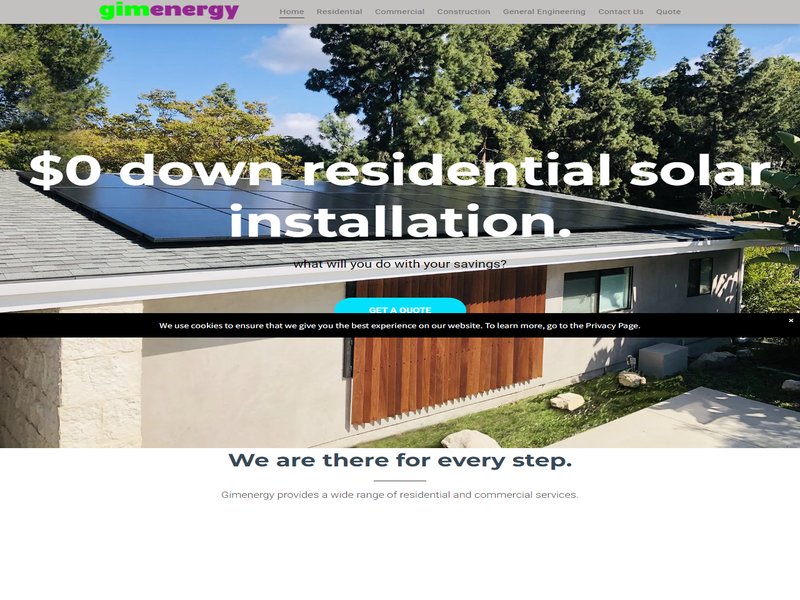 gimenergy
Home Residential Commercial Construction General Engineering Contact Us Quote
$0 down residential solar
installation.
what will you do with your savings?
GET A QUOTE
We use cookies to ensure that we give you the best experience on our website. To learn more, go to the Privacy Page.
×
We are there for every step.
Gimenergy provides a wide range of residential and commercial services.